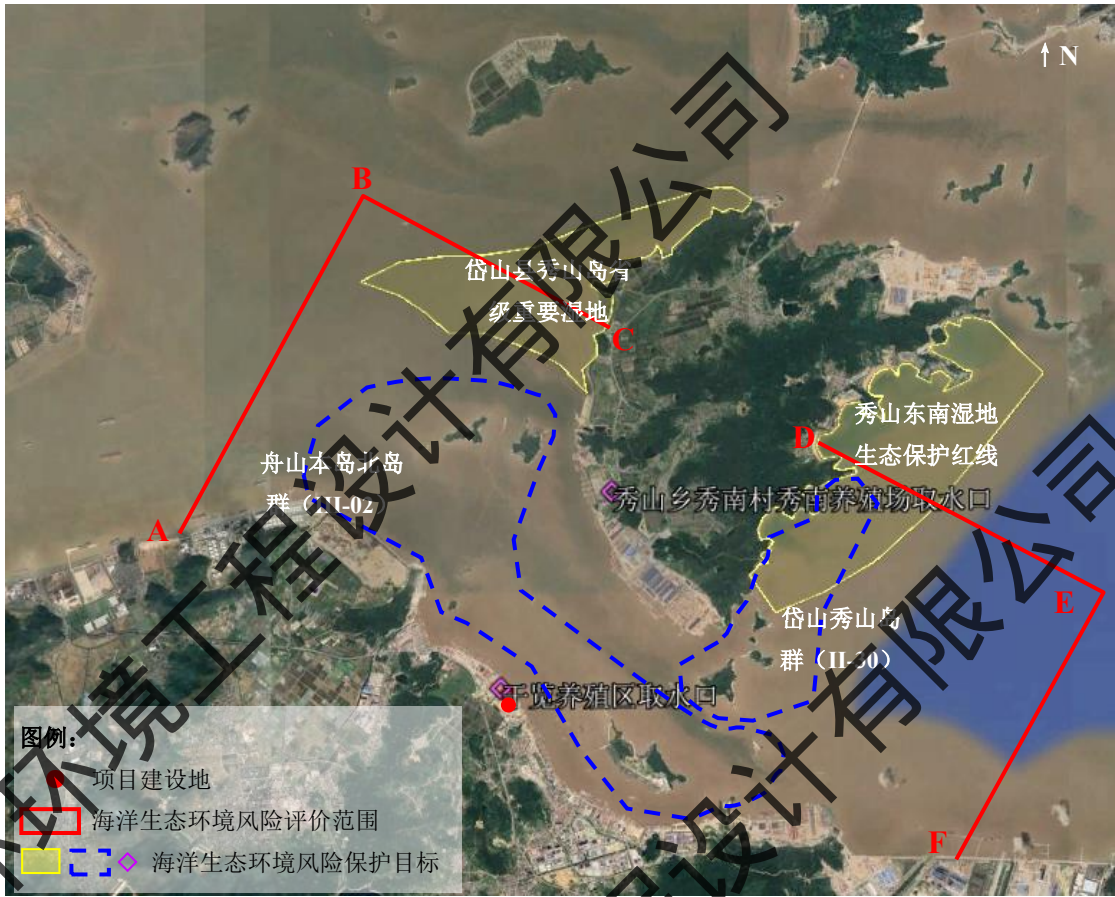 N
B
岱山县秀山岛省
级重要湿地
C
D
秀山东南湿地
生态保护红线
舟山本岛北岛
群（III-02）
秀山乡秀南村秀南养殖场取水口
A
E
岱山秀山岛
群（II-30）
干览养殖区取水口
F
图例：
项目建设地
海洋生态环境风险评价范围
海洋生态环境风险保护目标
环境工程设计有限公司
设计有限公司